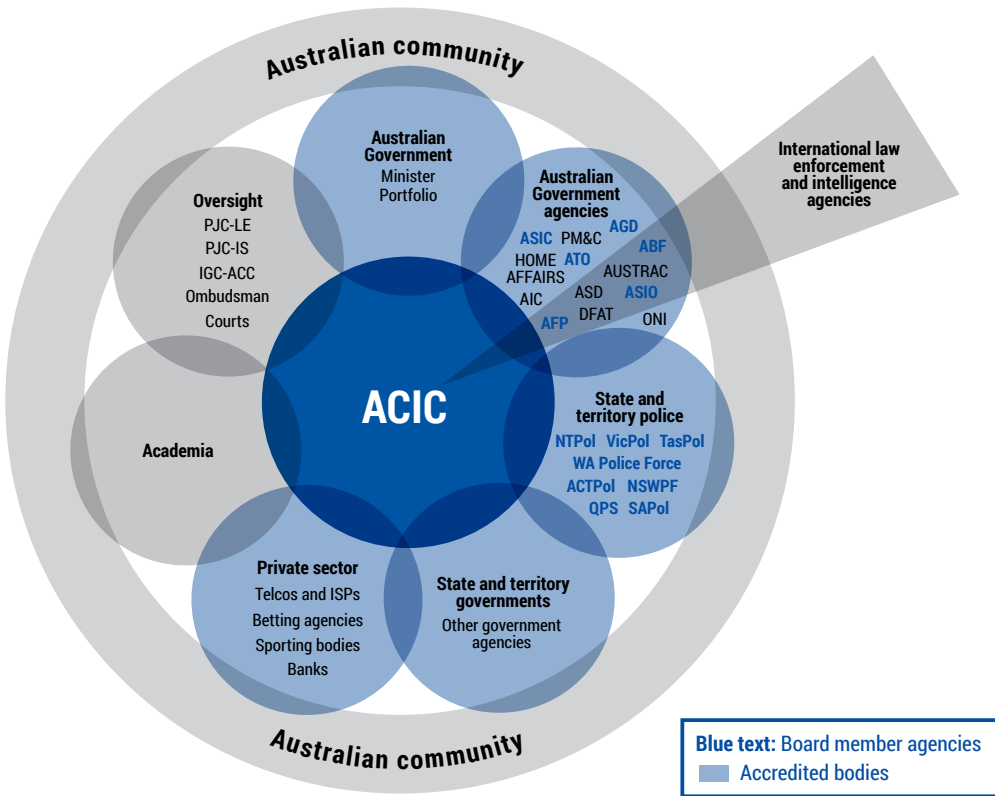 Australian community
Australian
Government
Minister
Portfolio
Oversight
PJC-LE
PJC-IS
IGC-ACC
Ombudsman
Courts
Australian
Government
agencies
ASIC PM&C AGD
ABF
HOME
AFFAIRS
ATO
AUSTRAC
AIC
ASD
ASIO
AFP
DFAT
ONI
International law
enforcement
and intelligence
agencies
ACIC
State and
territory police
NTPol VicPol TasPol
WA Police Force
ACTPol NSWPF
QPS SAPol
Academia
Private sector
Telcos and ISPs
Betting agencies
Sporting bodies
Banks
State and territory
governments
Other government
agencies
Australian community
Blue text: Board member agencies
Accredited bodies